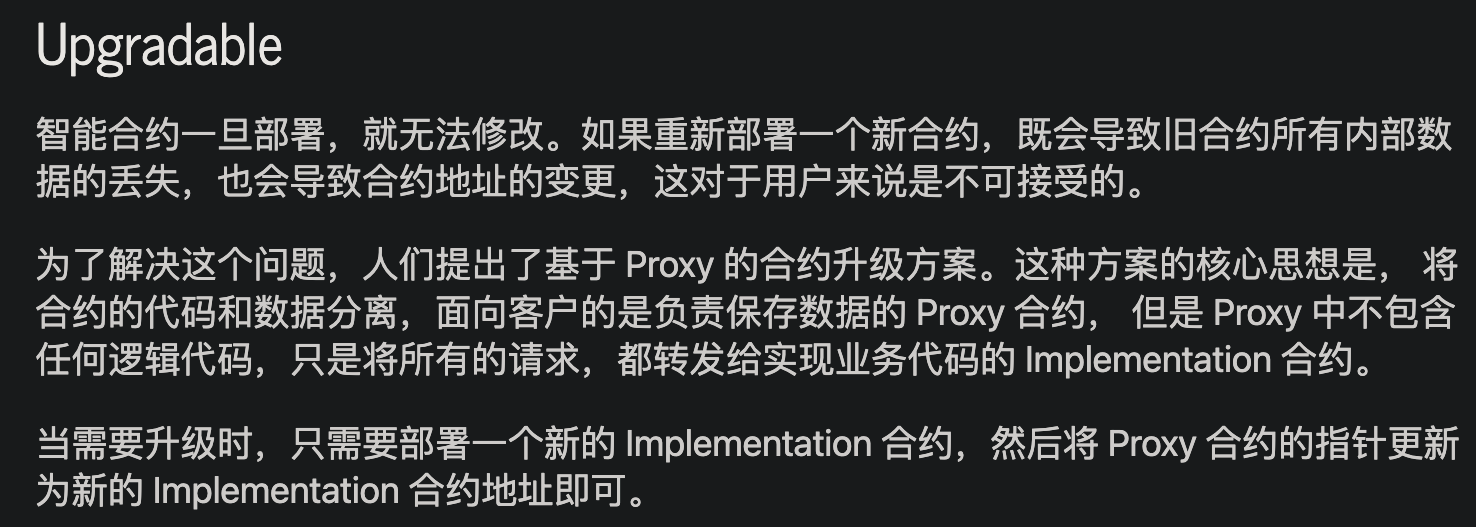 Upgradable
智能合约一旦部署，就无法修改。如果重新部署一个新合约，既会导致旧合约所有内部数
据的丢失，也会导致合约地址的变更，这对于用户来说是不可接受的。
为了解决这个问题，人们提出了基于 Proxy 的合约升级方案。这种方案的核心思想是， 将
合约的代码和数据分离，面向客户的是负责保存数据的 Proxy 合约， 但是 Proxy 中不包含
任何逻辑代码，只是将所有的请求，都转发给实现业务代码的 Implementation 合约。
当需要升级时，只需要部署一个新的 Implementation 合约，然后将 Proxy 合约的指针更新
为新的 Implementation 合约地址即可。